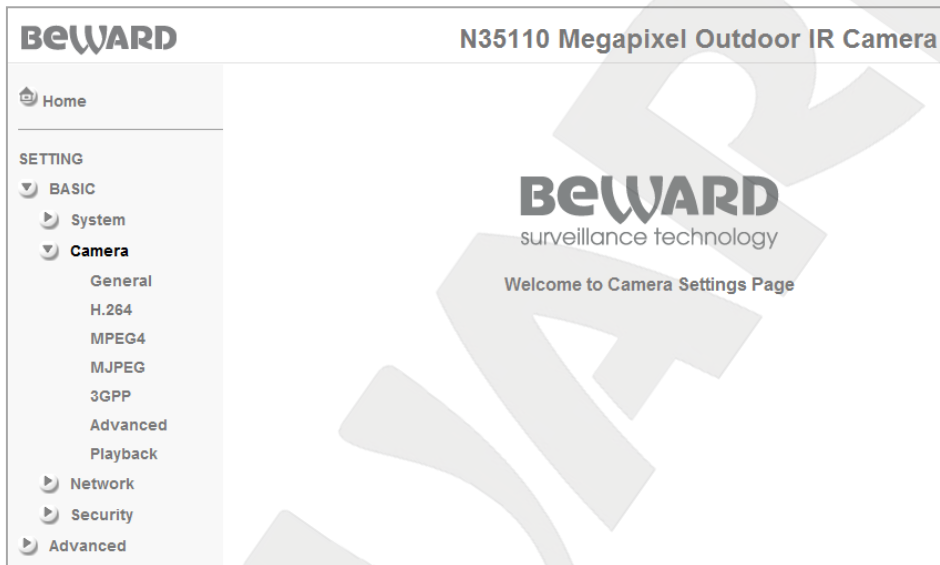 BEWARD
N35110 Megapixel Outdoor IR Camera
Home
SETTING
BASIC
System
Camera
General
H.264
MPEG4
MJPEG
3GPP
Advanced
Playback
Network
Security
Advanced
BEWARD
surveillance technology
Welcome to Camera Settings Page